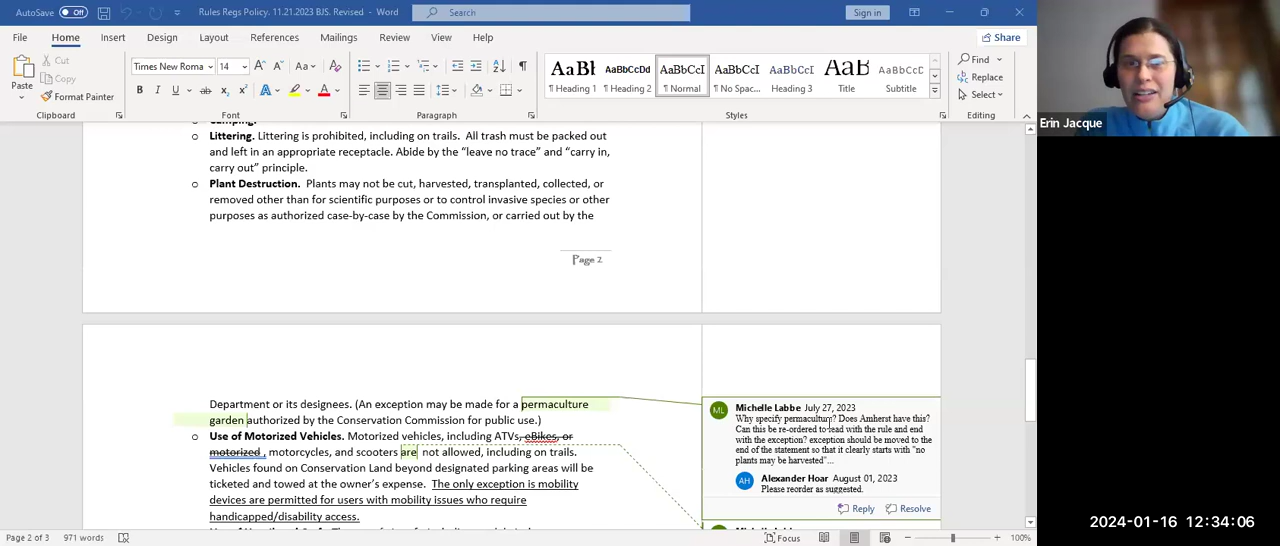 AutoSave Off
Rules Regs Policy. 11.21.2023 BJS. Revised - Word
Search
Sign in
File Home Insert Design Layout References Mailings Review View Help
Share
Paste
Cut
Copy
Format Painter
Clipboard
Times New Roma 14
Aa
B I U ab x₂ x² A A
Font
Paragraph
AaBb AaBbCcDd AaBbCcI AaBbCcI AaBbCcI AaB AaBbCcD
¶ Heading 1 ¶ Heading 2 ¶ Normal ¶ No Spac... Heading 3 Title Subtitle
Styles
Find
Replace
Select
Editing
Erin Jacque
Littering. Littering is prohibited, including on trails. All trash must be packed out
and left in an appropriate receptacle. Abide by the “leave no trace” and “carry in,
carry out” principle.
Plant Destruction. Plants may not be cut, harvested, transplanted, collected, or
removed other than for scientific purposes or to control invasive species or other
purposes as authorized case-by-case by the Commission, or carried out by the
Page 2
Department or its designees. (An exception may be made for a permaculture
garden authorized by the Conservation Commission for public use.)
Use of Motorized Vehicles. Motorized vehicles, including ATVs, eBikes, or
motorized , motorcycles, and scooters are not allowed, including on trails.
Vehicles found on Conservation Land beyond designated parking areas will be
ticketed and towed at the owner’s expense. The only exception is mobility
devices are permitted for users with mobility issues who require
handicapped/disability access.
ML Michelle Labbe July 27, 2023
Why specify permaculture? Does Amherst have this?
Can this be re-ordered to lead with the rule and end
with the exception? exception should be moved to the
end of the statement so that it clearly starts with "no
plants may be harvested"...
AH Alexander Hoar August 01, 2023
Please reorder as suggested.
Reply Resolve
Page 2 of 3 971 words
Focus
100%
2024-01-16 12:34:06